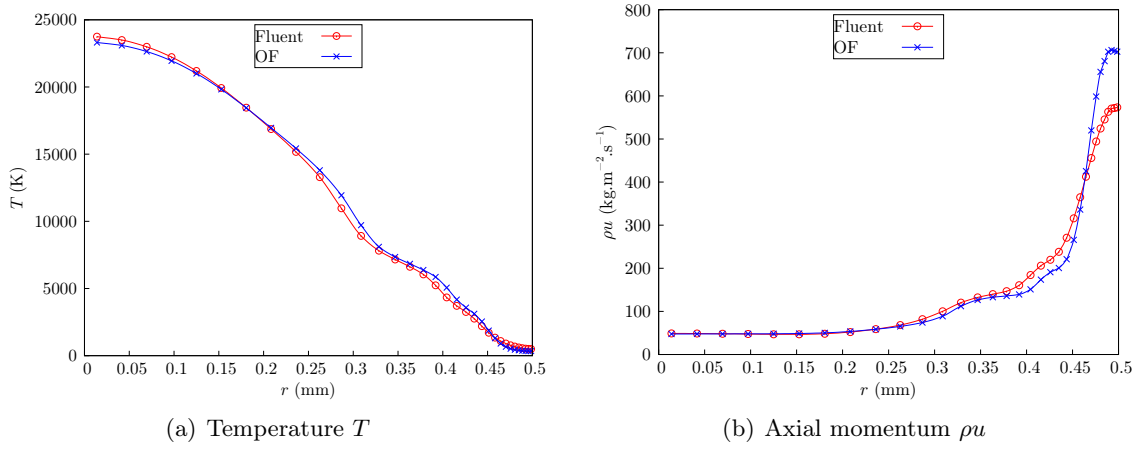 25000
20000
15000
10000
5000
0
T (K)
0 0.05 0.1 0.15 0.2 0.25 0.3 0.35 0.4 0.45 0.5
r (mm)
Fluent
OF
(a) Temperature T
800
700
600
500
400
300
200
100
0
ρu (kg.m⁻².s⁻¹)
0 0.05 0.1 0.15 0.2 0.25 0.3 0.35 0.4 0.45 0.5
r (mm)
Fluent
OF
(b) Axial momentum ρu